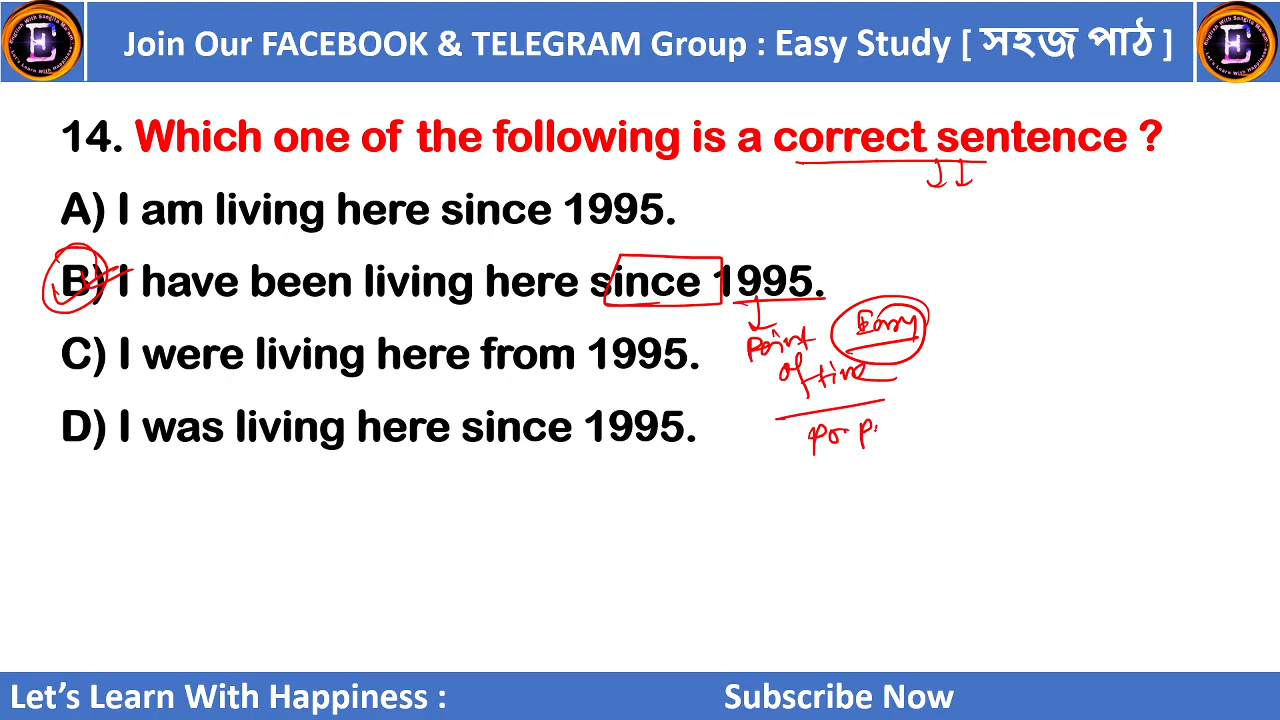 Join Our FACEBOOK & TELEGRAM Group : Easy Study [ সহজ পাঠ ]
E
E
14. Which one of the following is a correct sentence ?
A) I am living here since 1995.
B) I have been living here since 1995.
C) I were living here from 1995.
D) I was living here since 1995.
Point
of time
Easy
Let's Learn With Happiness :
Subscribe Now